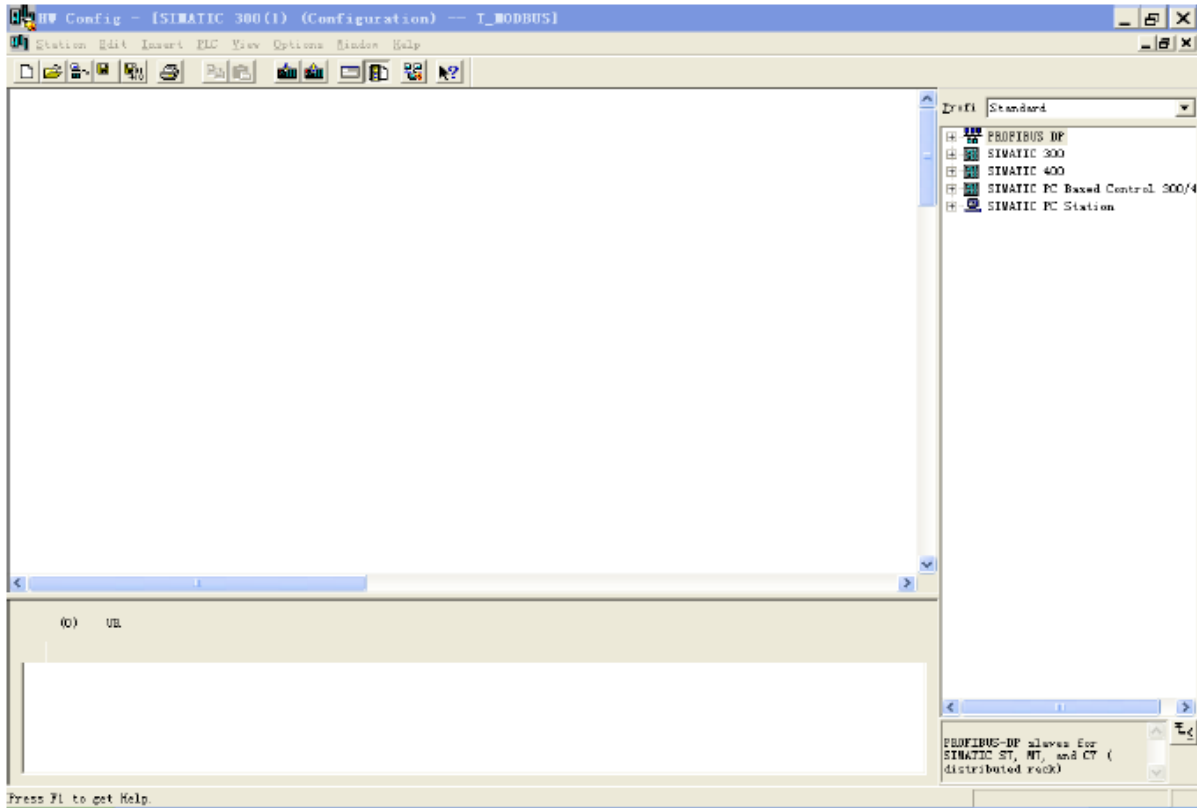 HW Config - [SIMATIC 300(1) (Configuration) -- T_MODBUS]
Station Edit Insert PLC View Options Window Help
Profi Standard
PROFIBUS DP
SIMATIC 300
SIMATIC 400
SIMATIC PC Based Control 300/4
SIMATIC PC Station
(0) UR
PROFIBUS-DP slaves for
SIMATIC S7, M7, and C7 (
distributed rack)
Press F1 to get Help.